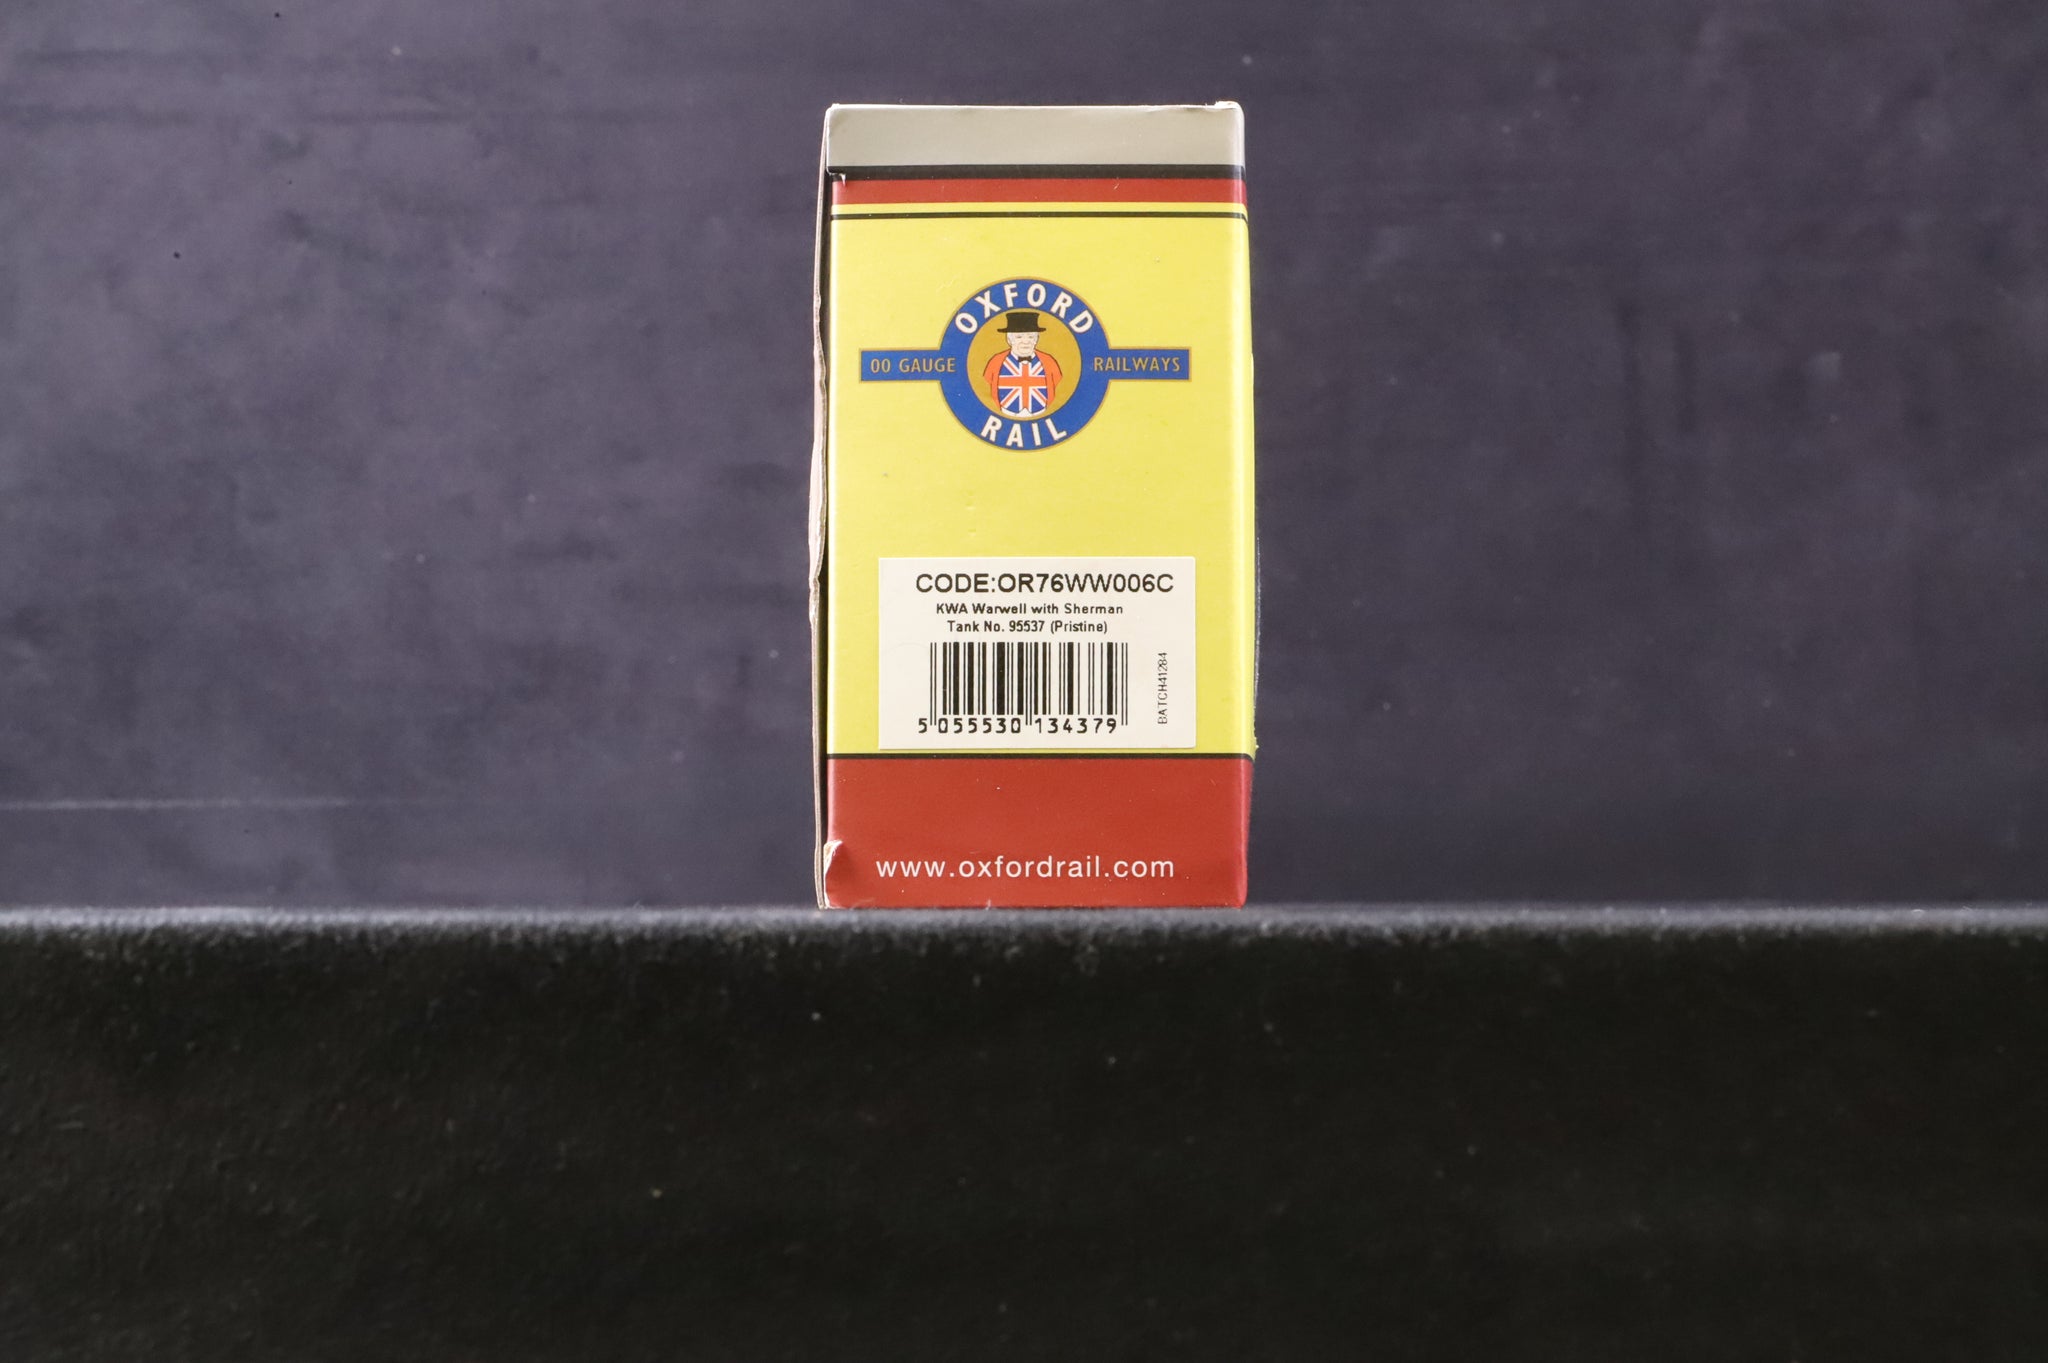 OXFORD
00 GAUGE RAILWAYS
RAIL
CODE:OR76WW006C
KWA Warwell with Sherman
Tank No. 95537 (Pristine)
BATCH41284
5 055530 134379
www.oxfordrail.com